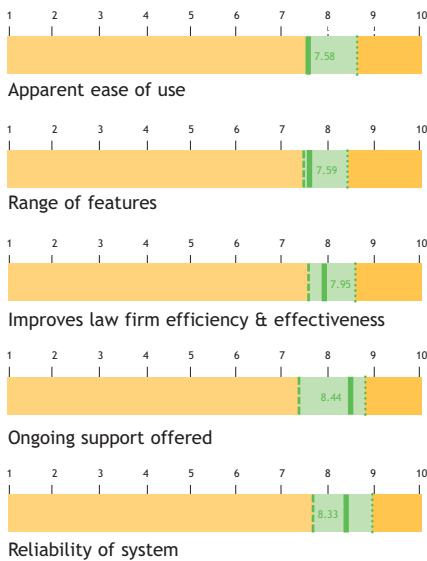 1 2 3 4 5 6 7 8 9 10
7.58
Apparent ease of use
1 2 3 4 5 6 7 8 9 10
7.59
Range of features
1 2 3 4 5 6 7 8 9 10
7.95
Improves law firm efficiency & effectiveness
1 2 3 4 5 6 7 8 9 10
8.44
Ongoing support offered
1 2 3 4 5 6 7 8 9 10
8.33
Reliability of system